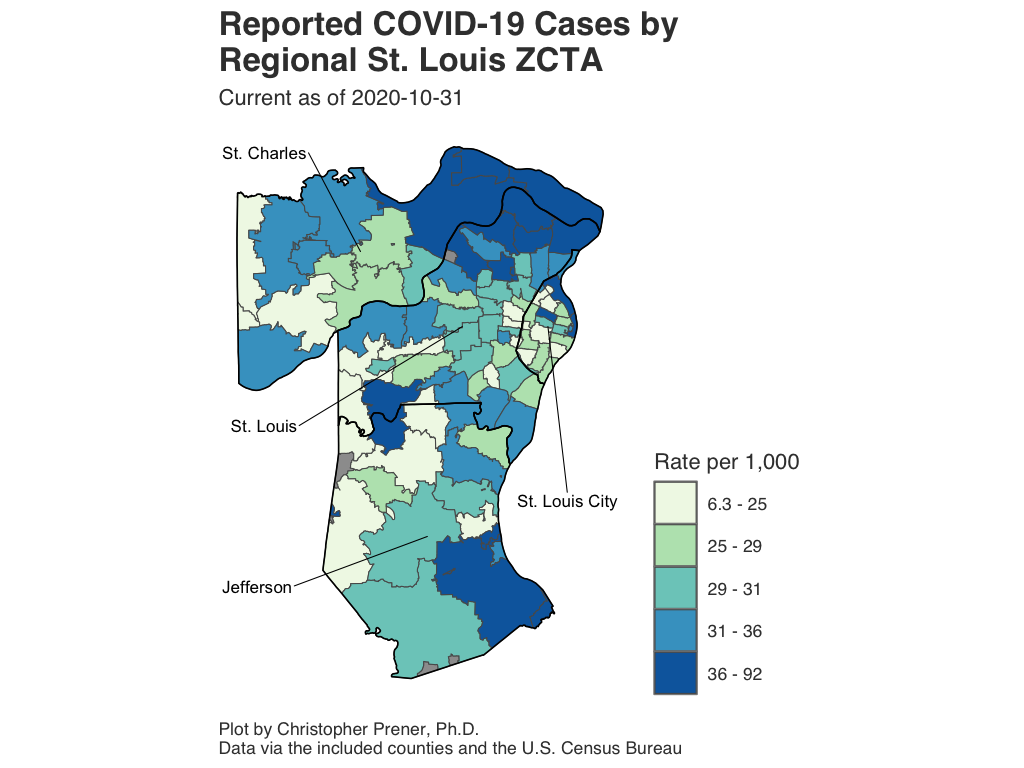 Reported COVID-19 Cases by
Regional St. Louis ZCTA
Current as of 2020-10-31
St. Charles
St. Louis
St. Louis City
Jefferson
Rate per 1,000
6.3 - 25
25 - 29
29 - 31
31 - 36
36 - 92
Plot by Christopher Prener, Ph.D.
Data via the included counties and the U.S. Census Bureau